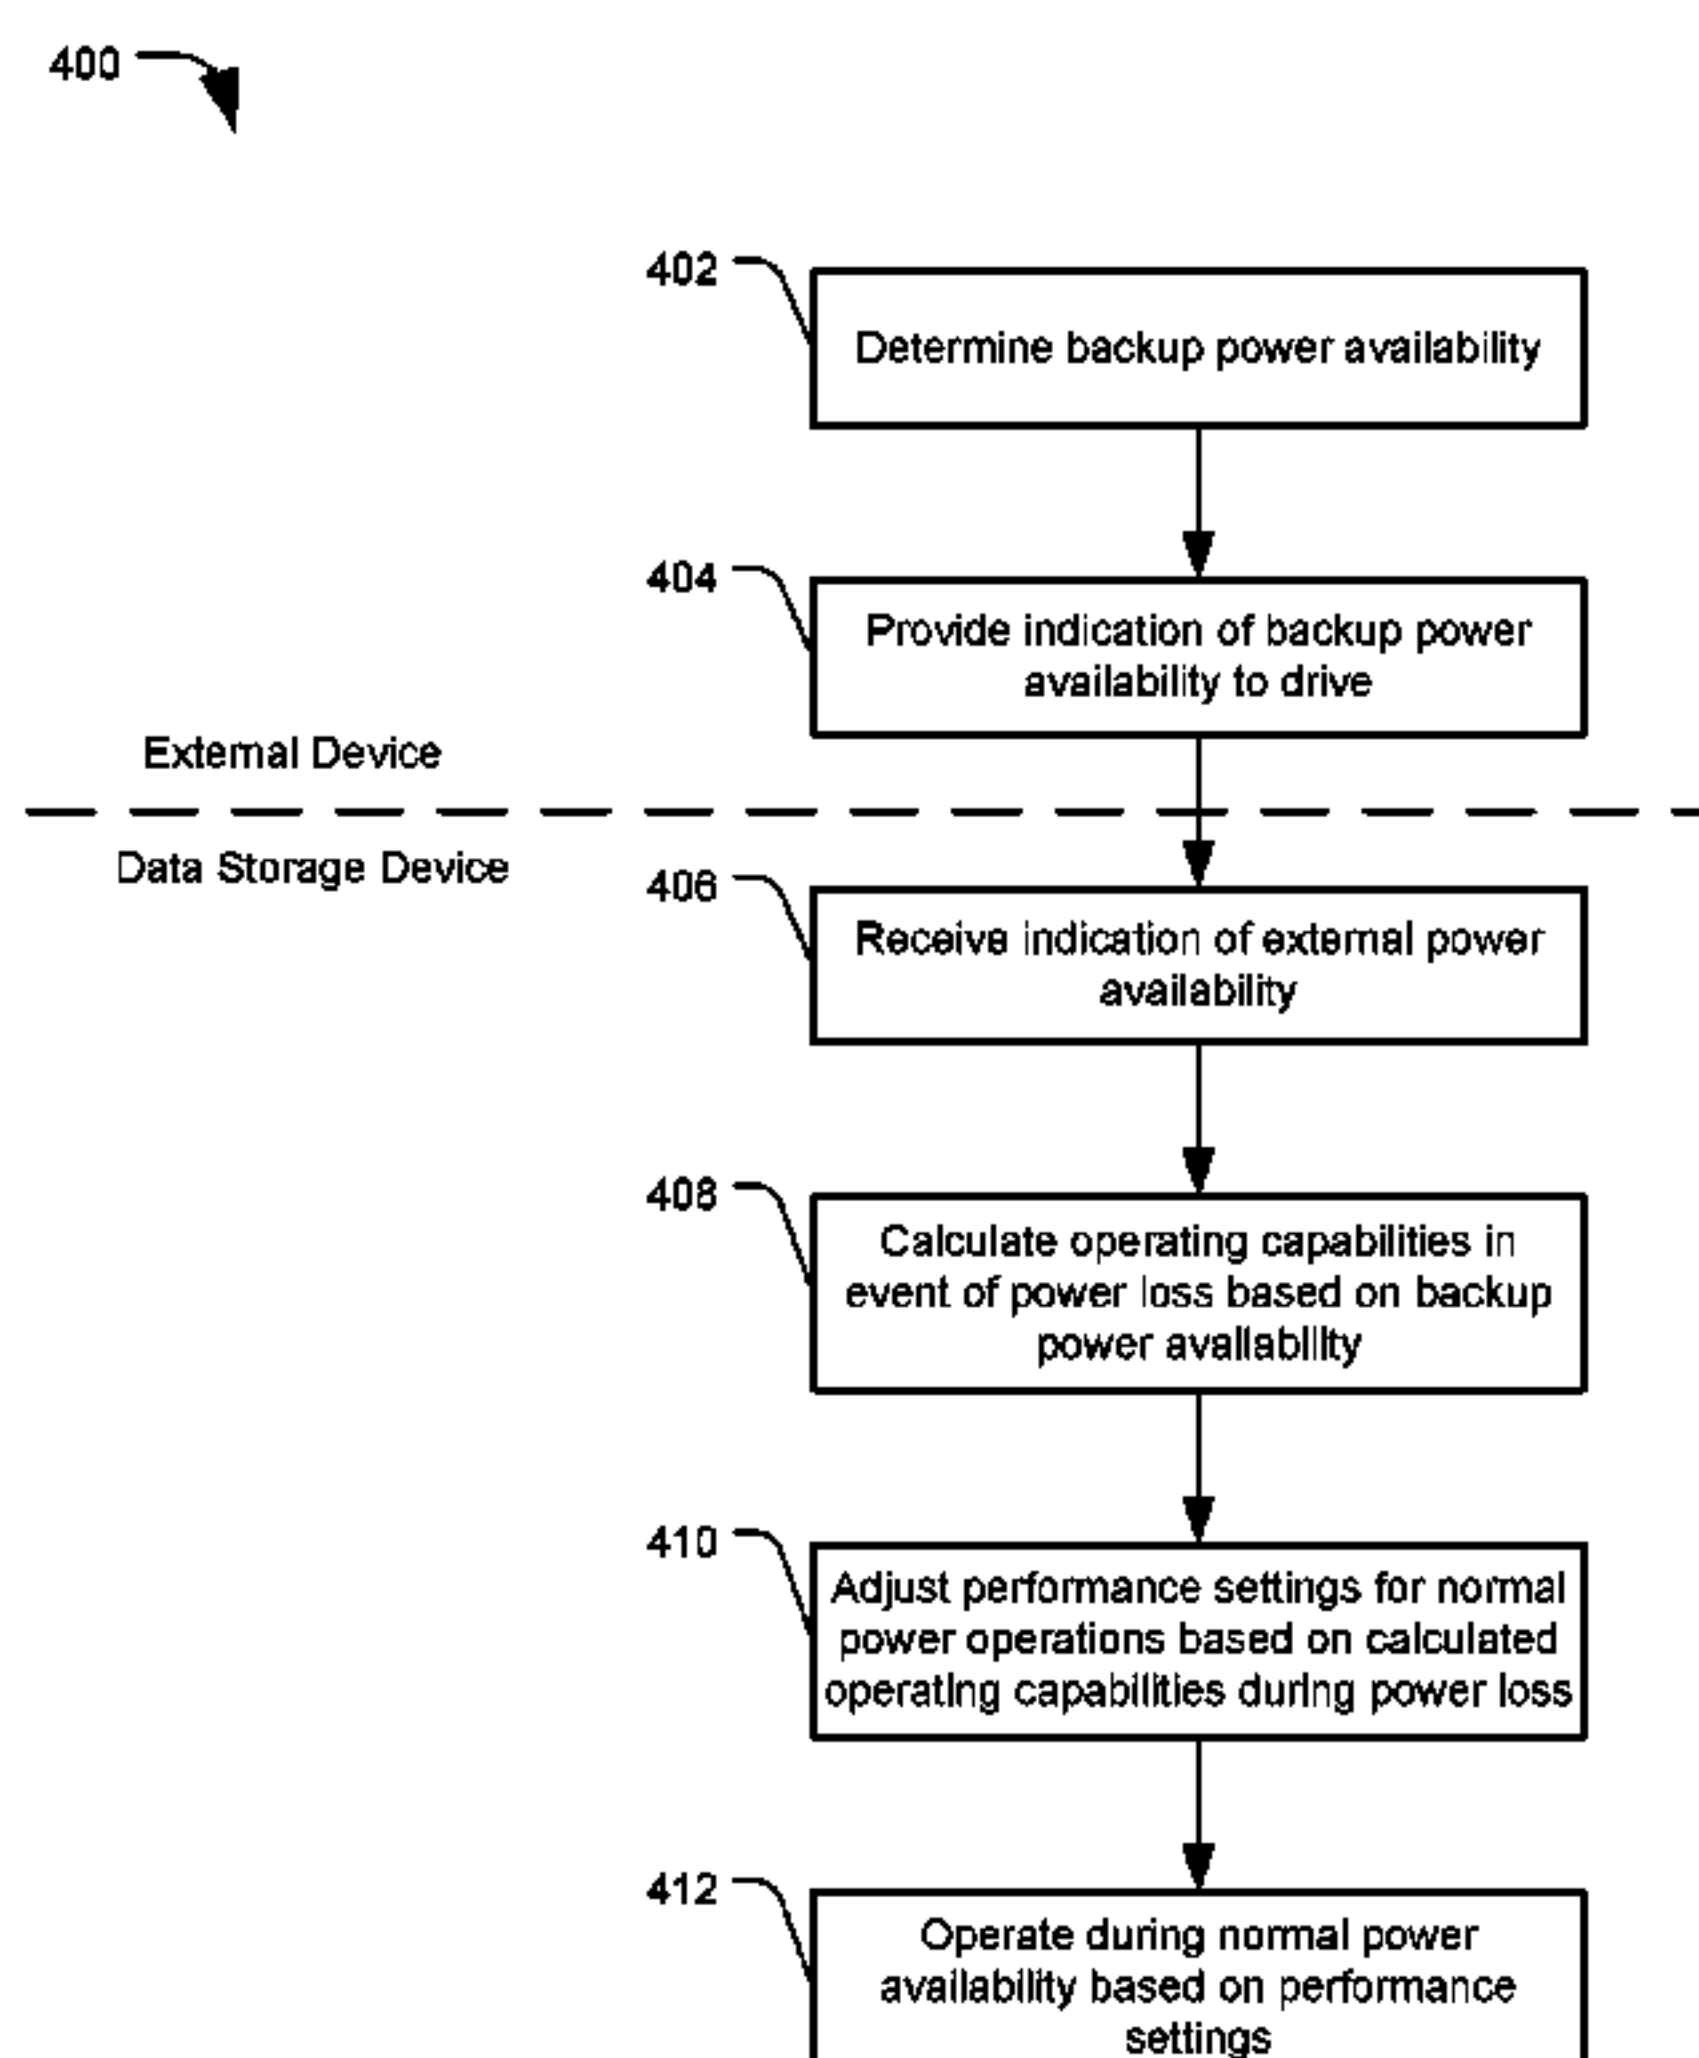 400
402
Determine backup power availability
404
Provide indication of backup power
availability to drive
External Device
Data Storage Device
406
Receive indication of external power
availability
408
Calculate operating capabilities in
event of power loss based on backup
power availability
410
Adjust performance settings for normal
power operations based on calculated
operating capabilities during power loss
412
Operate during normal power
availability based on performance
settings